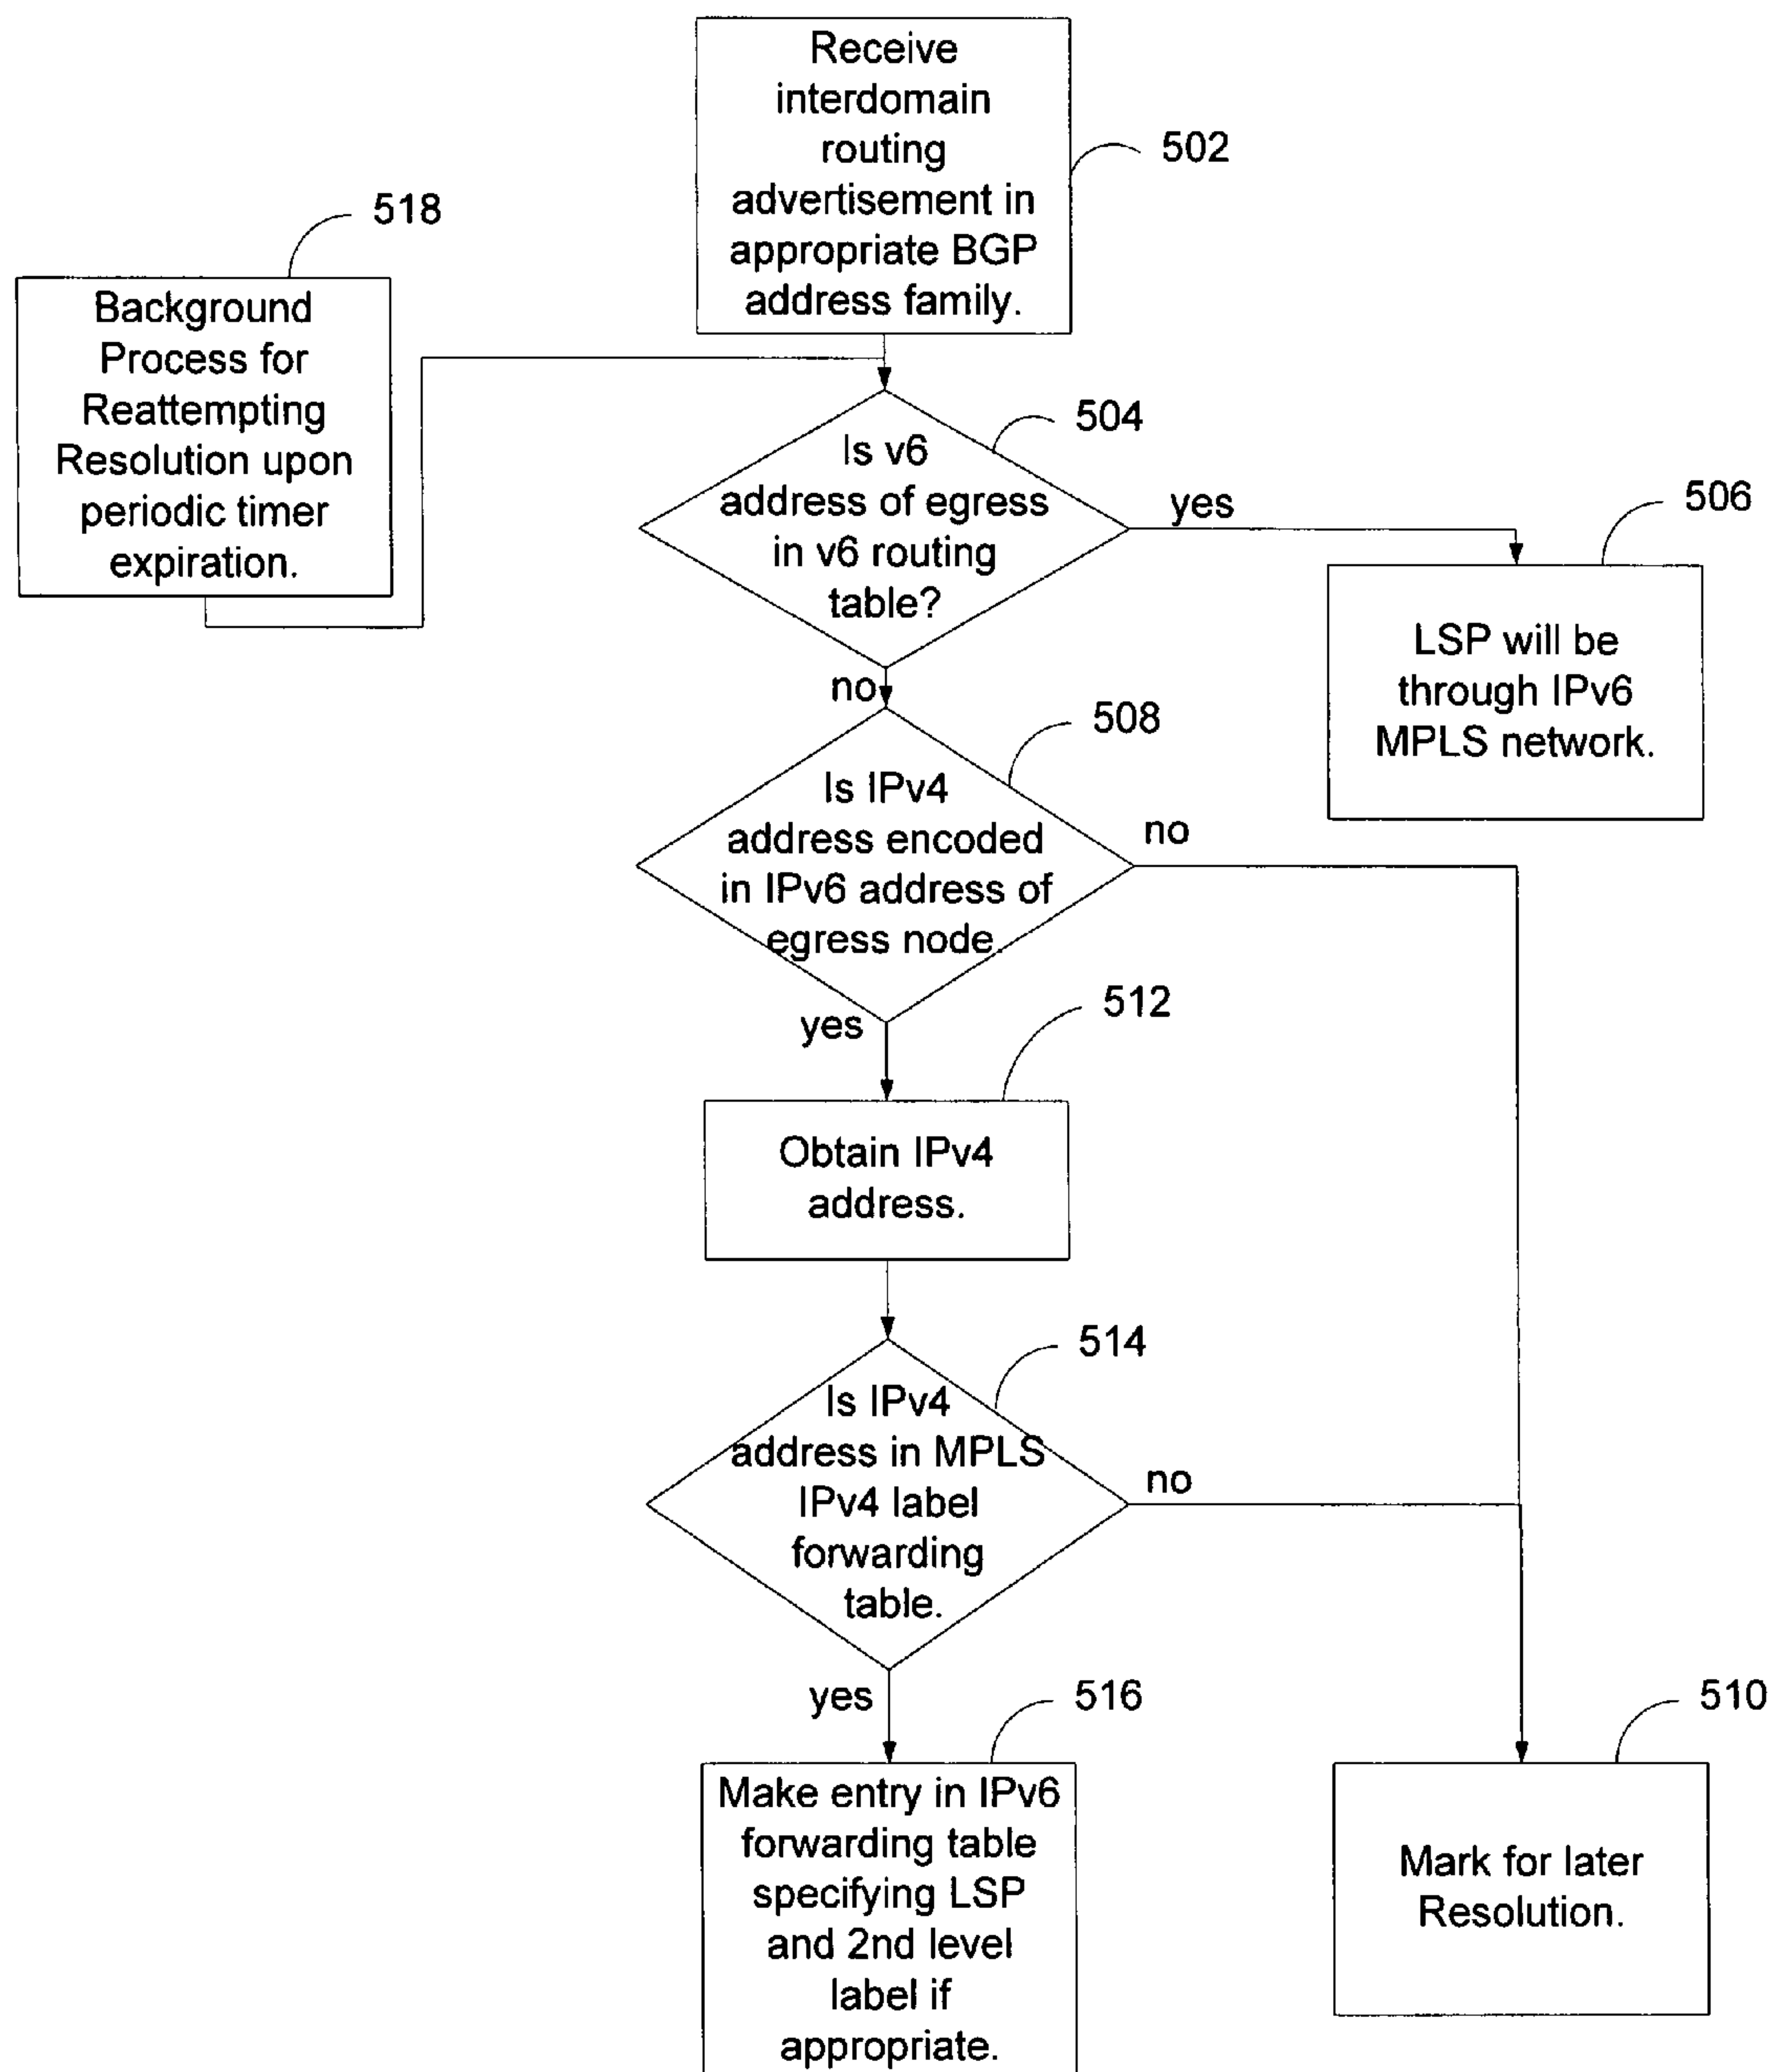 Receive
interdomain
routing
advertisement in
appropriate BGP
address family.
502
518
Background
Process for
Reattempting
Resolution upon
periodic timer
expiration.
504
Is v6
address of egress
in v6 routing
table?
yes
506
LSP will be
through IPv6
MPLS network.
no
508
Is IPv4
address encoded
in IPv6 address of
egress node.
no
yes
512
Obtain IPv4
address.
514
Is IPv4
address in MPLS
IPv4 label
forwarding
table.
no
yes
516
510
Make entry in IPv6
forwarding table
specifying LSP
and 2nd level
label if
appropriate.
Mark for later
Resolution.